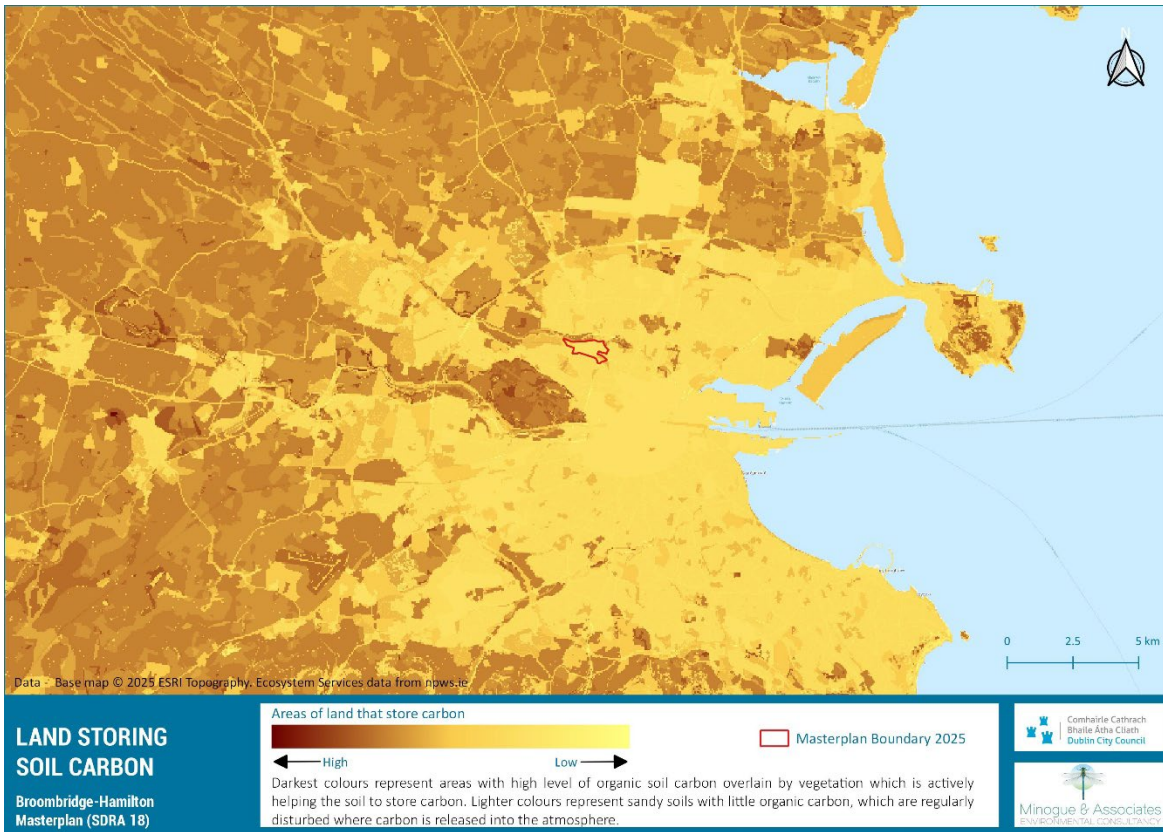 N
0 2.5 5 km
Data - Base map © 2025 ESRI Topography. Ecosystem Services data from npws.ie
LAND STORING
SOIL CARBON
Broombridge-Hamilton
Masterplan (SDRA 18)
Areas of land that store carbon
High Low
Darkest colours represent areas with high level of organic soil carbon overlain by vegetation which is actively
helping the soil to store carbon. Lighter colours represent sandy soils with little organic carbon, which are regularly
disturbed where carbon is released into the atmosphere.
Masterplan Boundary 2025
Comhairle Cathrach
Bhaile Átha Cliath
Dublin City Council
Minogue & Associates
ENVIRONMENTAL CONSULTANCY